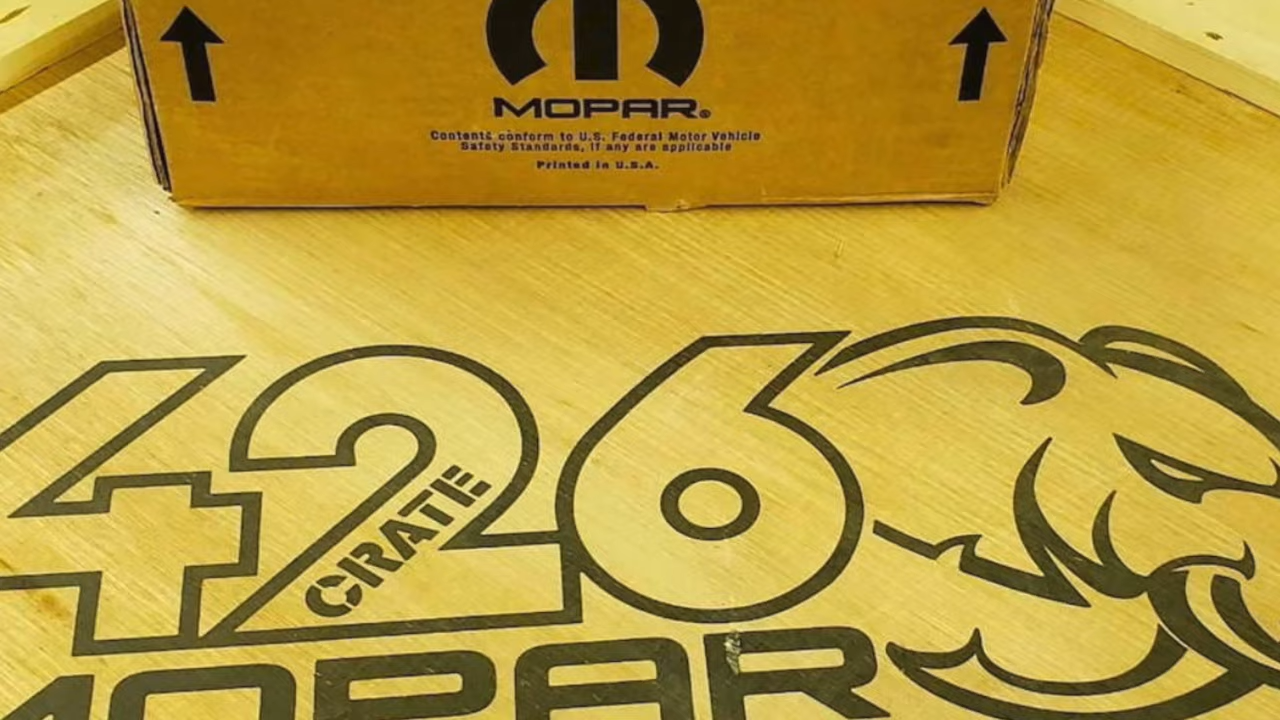 MOPAR®
Contents conform to U.S. Federal Motor Vehicle
Safety Standards, if any are applicable
Printed in U.S.A.
426
CRATE
MOPAR